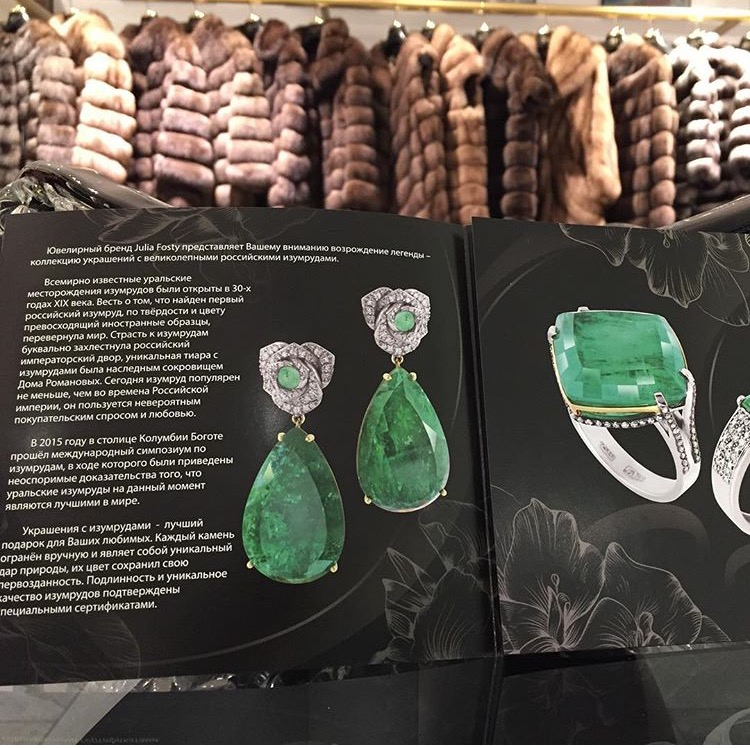 Ювелирный бренд Julia Fosty представляет Вашему вниманию возрождение легенды –
коллекцию украшений с великолепными российскими изумрудами.
Всемирно известные уральские
месторождения изумрудов были открыты в 30-х
годах XIX века. Весть о том, что найден первый
российский изумруд, по твёрдости и цвету
превосходящий иностранные образцы,
перевернула мир. Страсть к изумрудам
буквально захлестнула российский
императорский двор, уникальная тиара с
изумрудами была наследным сокровищем
Дома Романовых. Сегодня изумруд популярен
не меньше, чем во времена Российской
империи, он пользуется невероятным
покупательским спросом и любовью.
В 2015 году в столице Колумбии Боготе
прошёл международный симпозиум по
изумрудам, в ходе которого были приведены
неоспоримые доказательства того, что
уральские изумруды на данный момент
являются лучшими в мире.
Украшения с изумрудами - лучший
подарок для Ваших любимых. Каждый камень
огранён вручную и являет собой уникальный
дар природы, их цвет сохранил свою
первозданность. Подлинность и уникальное
качество изумрудов подтверждены
специальными сертификатами.